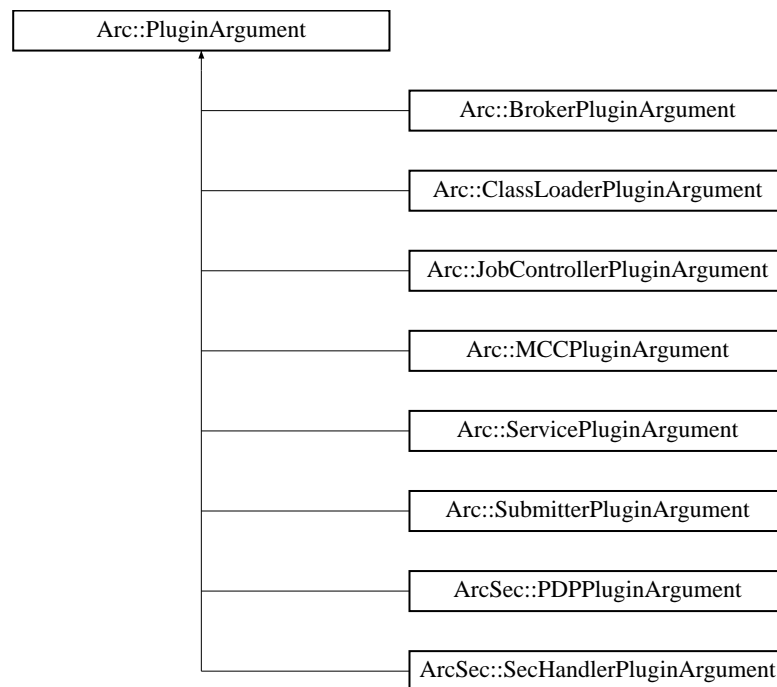 Arc::PluginArgument
Arc::BrokerPluginArgument
Arc::ClassLoaderPluginArgument
Arc::JobControllerPluginArgument
Arc::MCCPluginArgument
Arc::ServicePluginArgument
Arc::SubmitterPluginArgument
ArcSec::PDPPluginArgument
ArcSec::SecHandlerPluginArgument